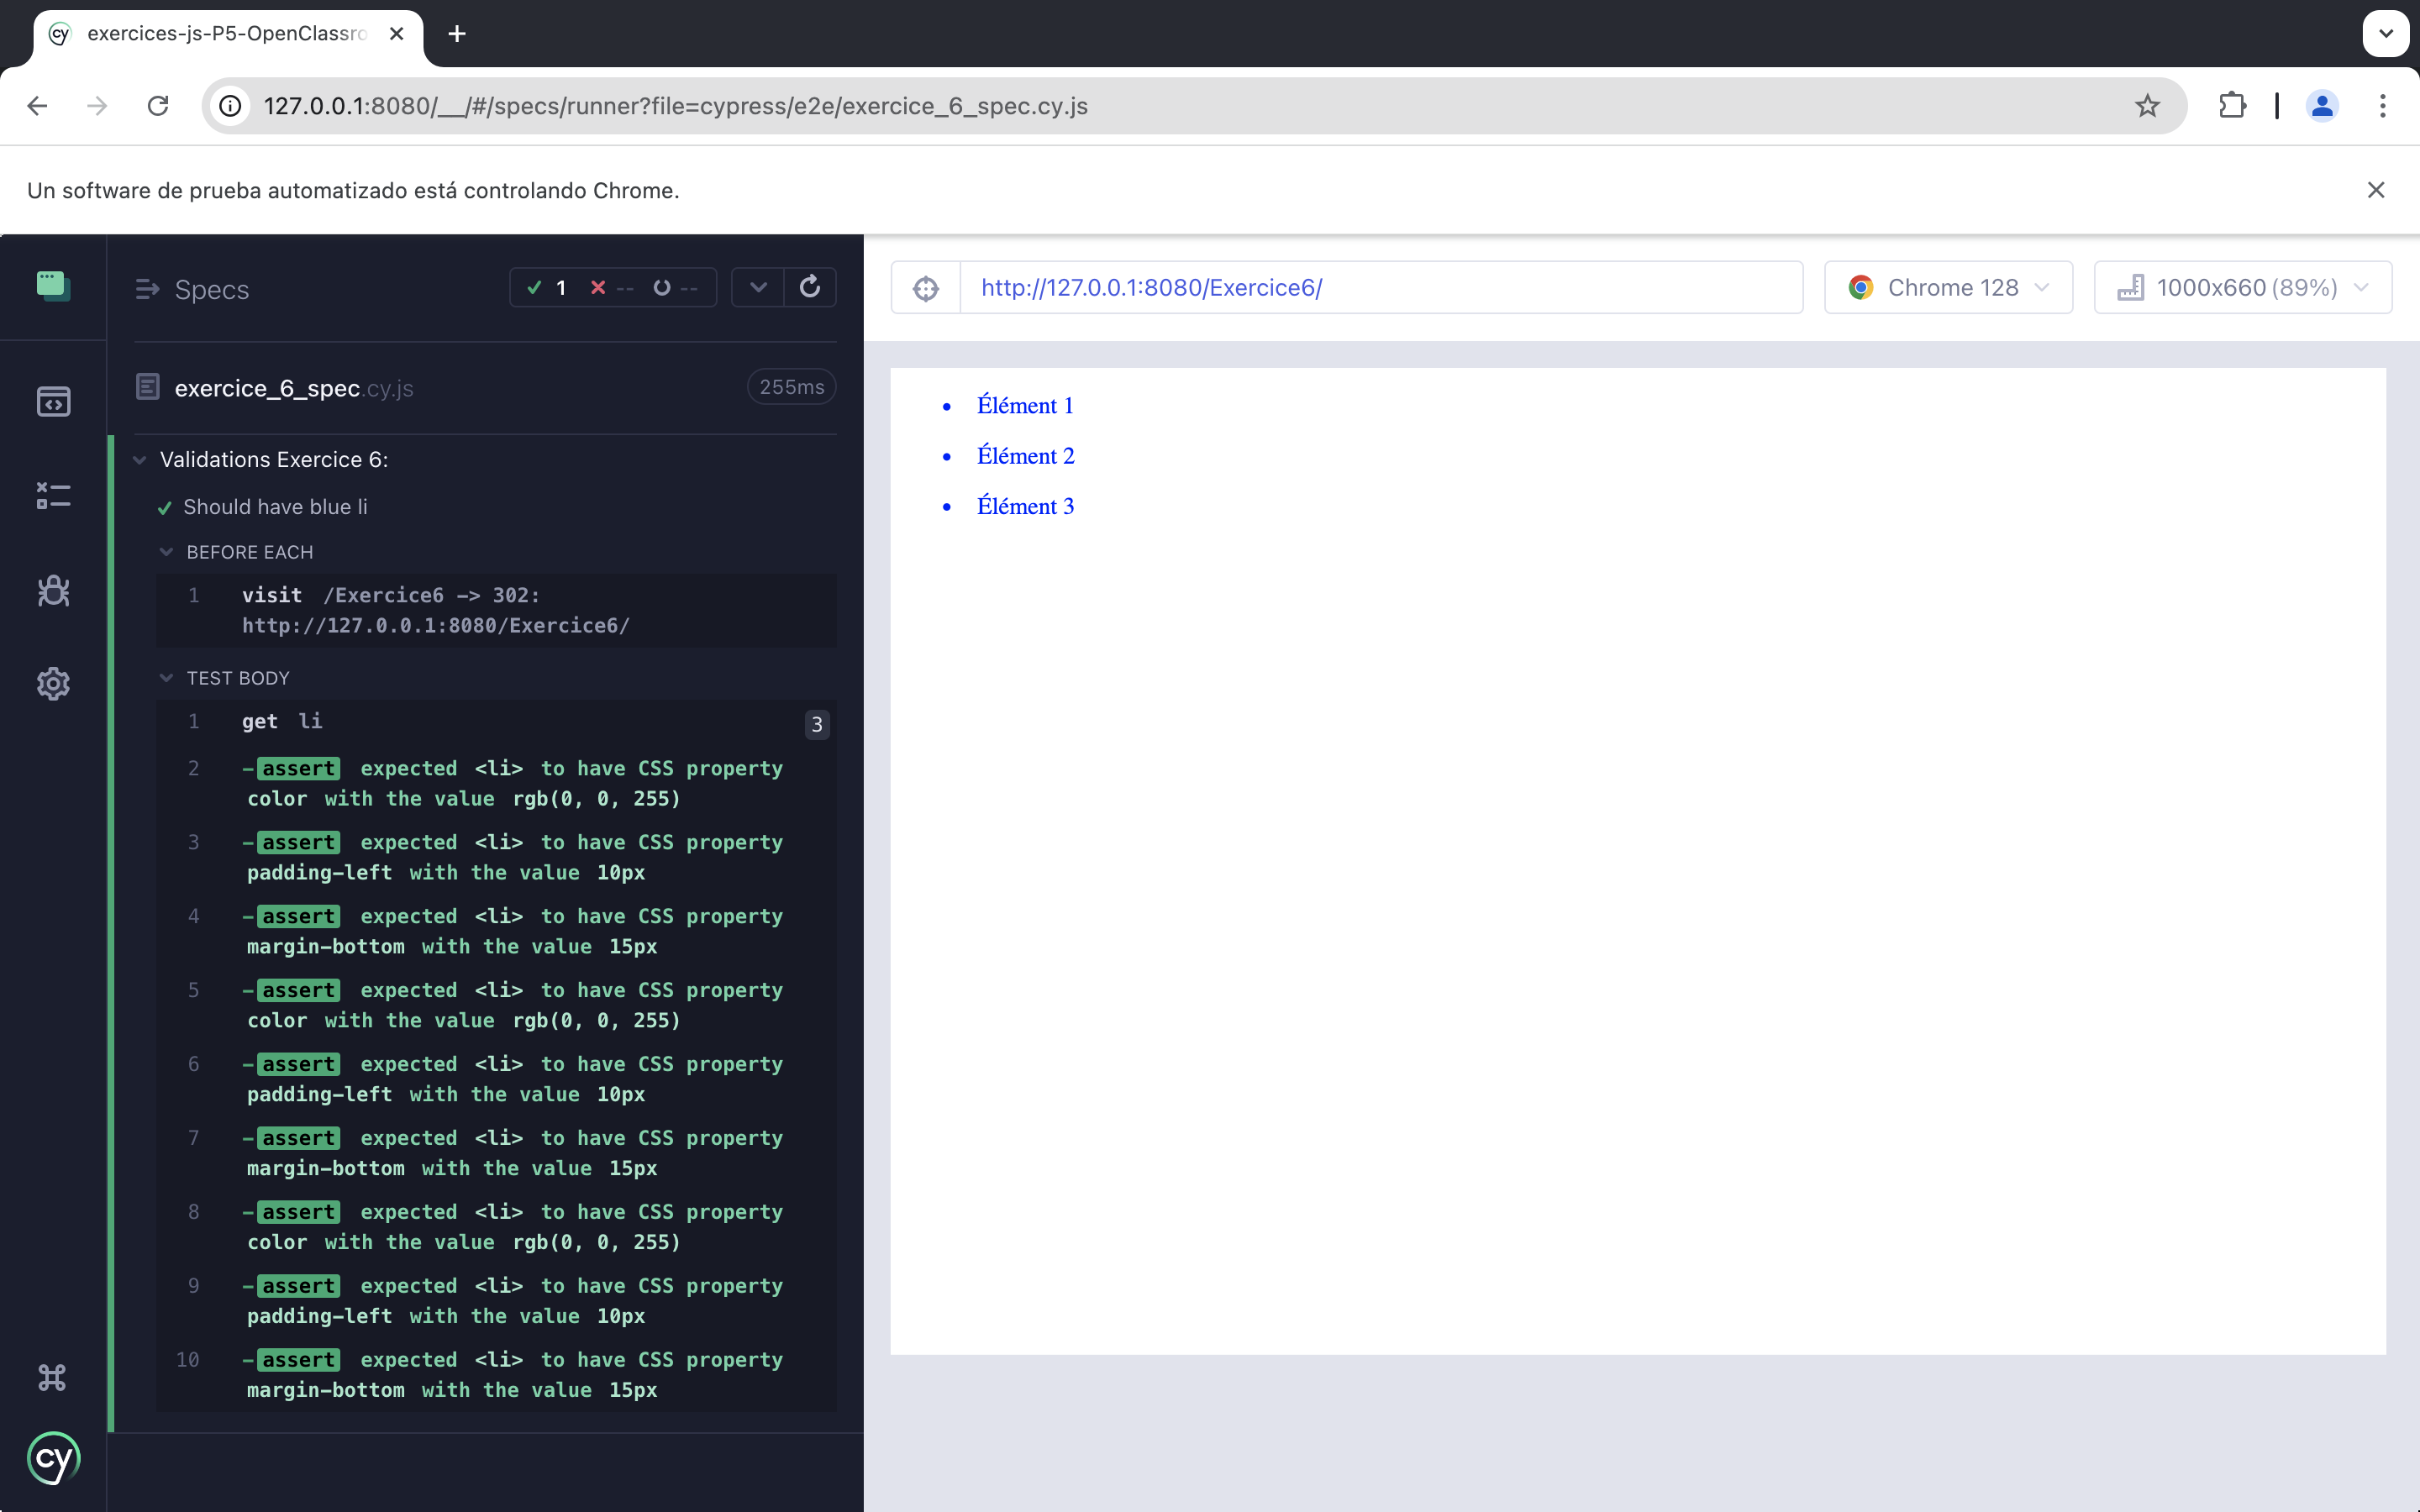 exercices-js-P5-OpenClassro
127.0.0.1:8080/__/#/specs/runner?file=cypress/e2e/exercice_6_spec.cy.js
Un software de prueba automatizado está controlando Chrome.
Specs
1 -- --
http://127.0.0.1:8080/Exercice6/
Chrome 128
1000x660 (89%)
exercice_6_spec.cy.js
255ms
Validations Exercice 6:
Should have blue li
BEFORE EACH
1 visit /Exercice6 -> 302:
http://127.0.0.1:8080/Exercice6/
TEST BODY
1 get li 3
2 -assert expected <li> to have CSS property
color with the value rgb(0, 0, 255)
3 -assert expected <li> to have CSS property
padding-left with the value 10px
4 -assert expected <li> to have CSS property
margin-bottom with the value 15px
5 -assert expected <li> to have CSS property
color with the value rgb(0, 0, 255)
6 -assert expected <li> to have CSS property
padding-left with the value 10px
7 -assert expected <li> to have CSS property
margin-bottom with the value 15px
8 -assert expected <li> to have CSS property
color with the value rgb(0, 0, 255)
9 -assert expected <li> to have CSS property
padding-left with the value 10px
10 -assert expected <li> to have CSS property
margin-bottom with the value 15px
cy
• Élément 1
• Élément 2
• Élément 3